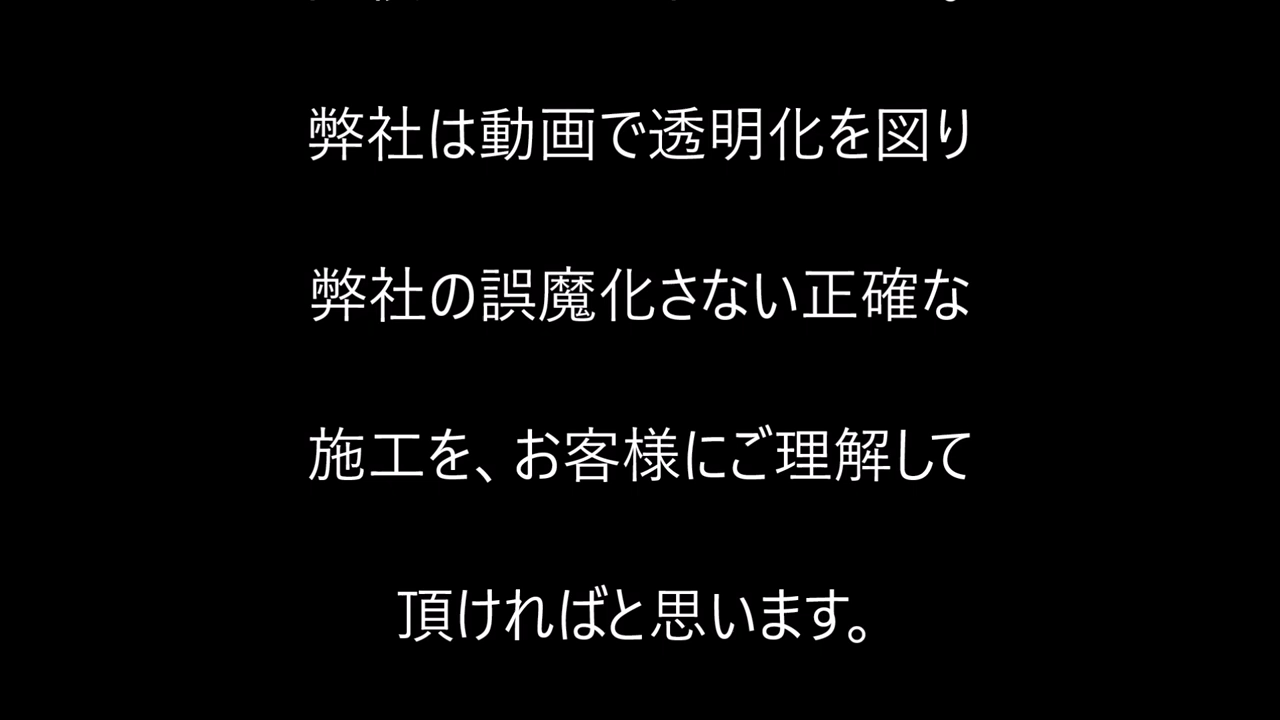 弊社は動画で透明化を図り
弊社の誤魔化さない正確な
施工を、お客様にご理解して
頂ければと思います。